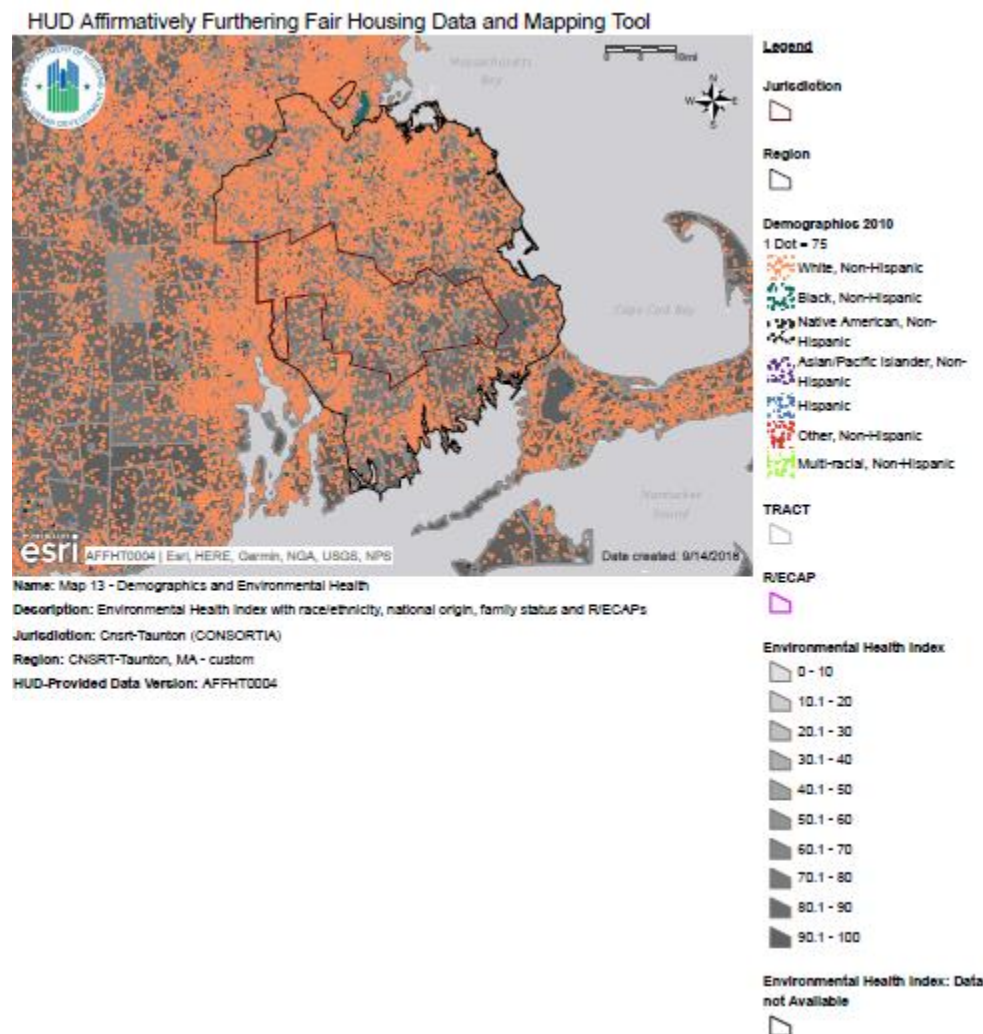 HUD Affirmatively Furthering Fair Housing Data and Mapping Tool
Massachusetts
Bay
N
W
E
S
Cape Cod Bay
Nantucket
Sound
esri
AFFHT0004 | Esri, HERE, Garmin, NGA, USGS, NPS
Name: Map 13 - Demographics and Environmental Health
Description: Environmental Health Index with race/ethnicity, national origin, family status and R/ECAPs
Jurisdiction: Cnsrt-Taunton (CONSORTIA)
Region: CNSRT-Taunton, MA - custom
HUD-Provided Data Version: AFFHT0004
Legend
Jurisdiction
Region
Demographics 2010
1 Dot = 75
White, Non-Hispanic
Black, Non-Hispanic
Native American, Non-
Hispanic
Asian/Pacific Islander, Non-
Hispanic
Hispanic
Other, Non-Hispanic
Multi-racial, Non-Hispanic
TRACT
R/ECAP
Environmental Health Index
0 - 10
10.1 - 20
20.1 - 30
30.1 - 40
40.1 - 50
50.1 - 60
60.1 - 70
70.1 - 80
80.1 - 90
90.1 - 100
Environmental Health Index: Data
not Available